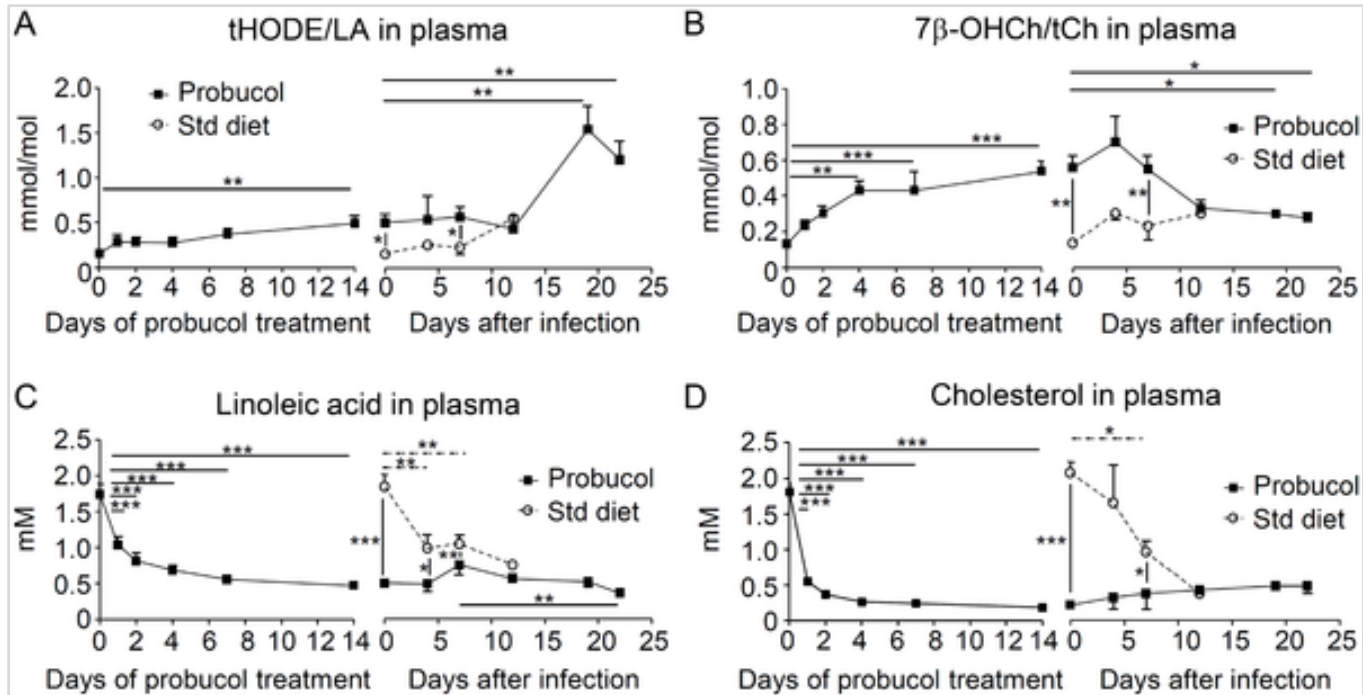 A
tHODE/LA in plasma
mmol/mol
2.0
1.5
1.0
0.5
0
Probucol
Std diet
**
**
**
*
*
0 2 4 6 8 10 12 14
Days of probucol treatment
0 5 10 15 20 25
Days after infection
B
7β-OHCh/tCh in plasma
mmol/mol
1.0
0.8
0.6
0.4
0.2
0
***
***
**
*
*
**
**
Probucol
Std diet
0 2 4 6 8 10 12 14
Days of probucol treatment
0 5 10 15 20 25
Days after infection
C
Linoleic acid in plasma
mM
2.5
2.0
1.5
1.0
0.5
0
***
***
***
***
***
**
**
***
*
**
**
Probucol
Std diet
0 2 4 6 8 10 12 14
Days of probucol treatment
0 5 10 15 20 25
Days after infection
D
Cholesterol in plasma
mM
2.5
2.0
1.5
1.0
0.5
0
***
***
***
***
***
*
***
*
Probucol
Std diet
0 2 4 6 8 10 12 14
Days of probucol treatment
0 5 10 15 20 25
Days after infection